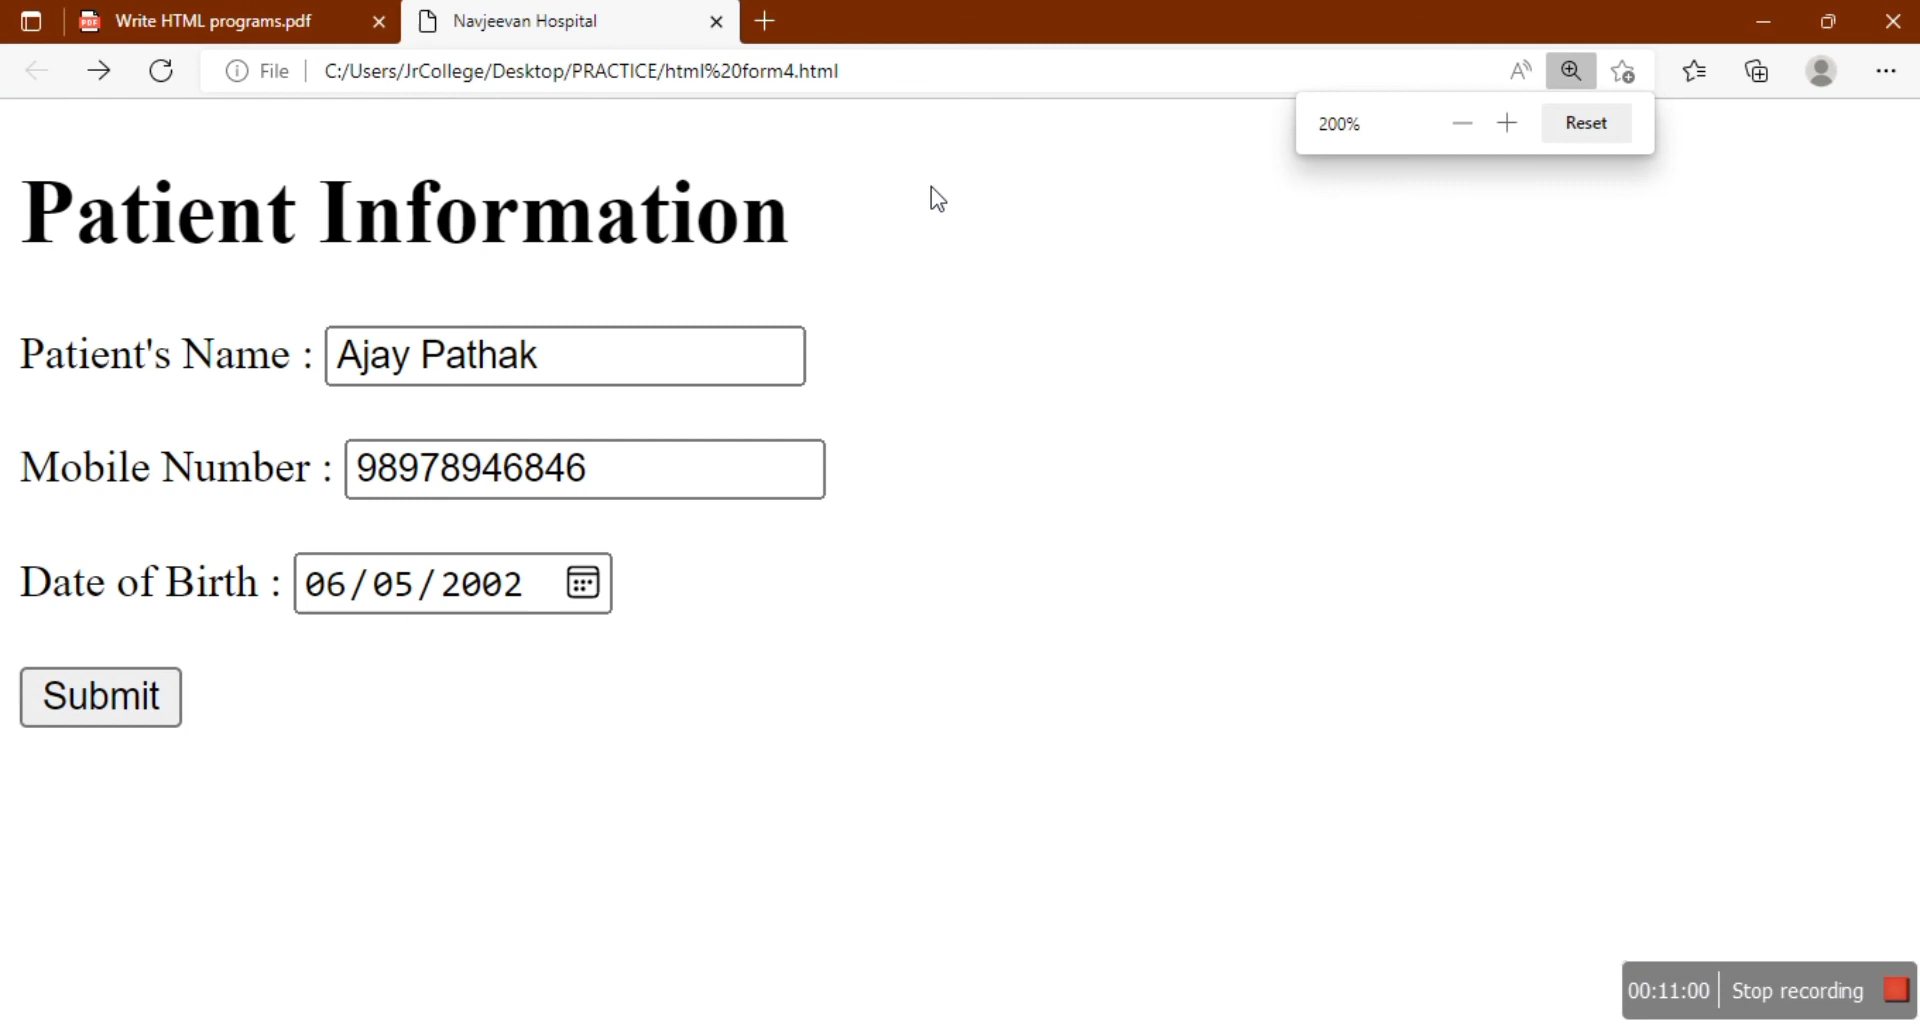 Write HTML programs.pdf
Navjeevan Hospital
File
C:/Users/JrCollege/Desktop/PRACTICE/html%20form4.html
200%
Reset
Patient Information
Patient's Name : Ajay Pathak
Mobile Number : 98978946846
Date of Birth : 06/05/2002
Submit
00:11:00 Stop recording